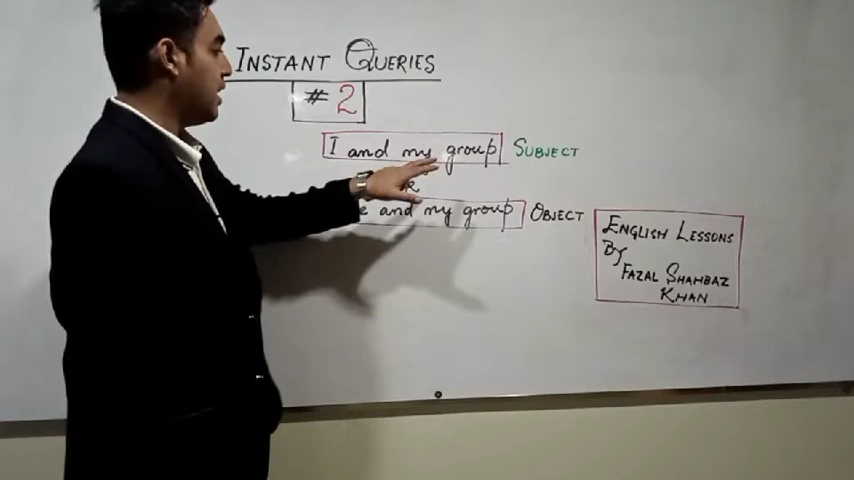 INSTANT QUERIES
# 2
I and my group SUBJECT
and my group OBJECT
ENGLISH LESSONS
BY
FAZAL SHAHBAZ
KHAN